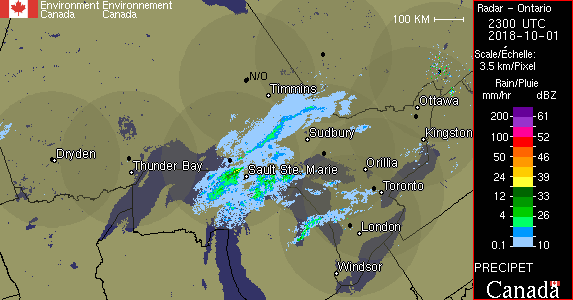 Environment Environnement
Canada Canada
100 KM
N/O
Timmins
Ottawa
Sudbury
Kingston
Dryden
Thunder Bay
Sault Ste. Marie
Orillia
Toronto
London
Windsor
Radar - Ontario
2300 UTC
2018-10-01
Scale/Échelle:
3.5 km/Pixel
Rain/Pluie
mm/hr dBZ
200 61
100 52
50 46
24 39
12 33
4 26
0.1 10
PRECIPET
Canada